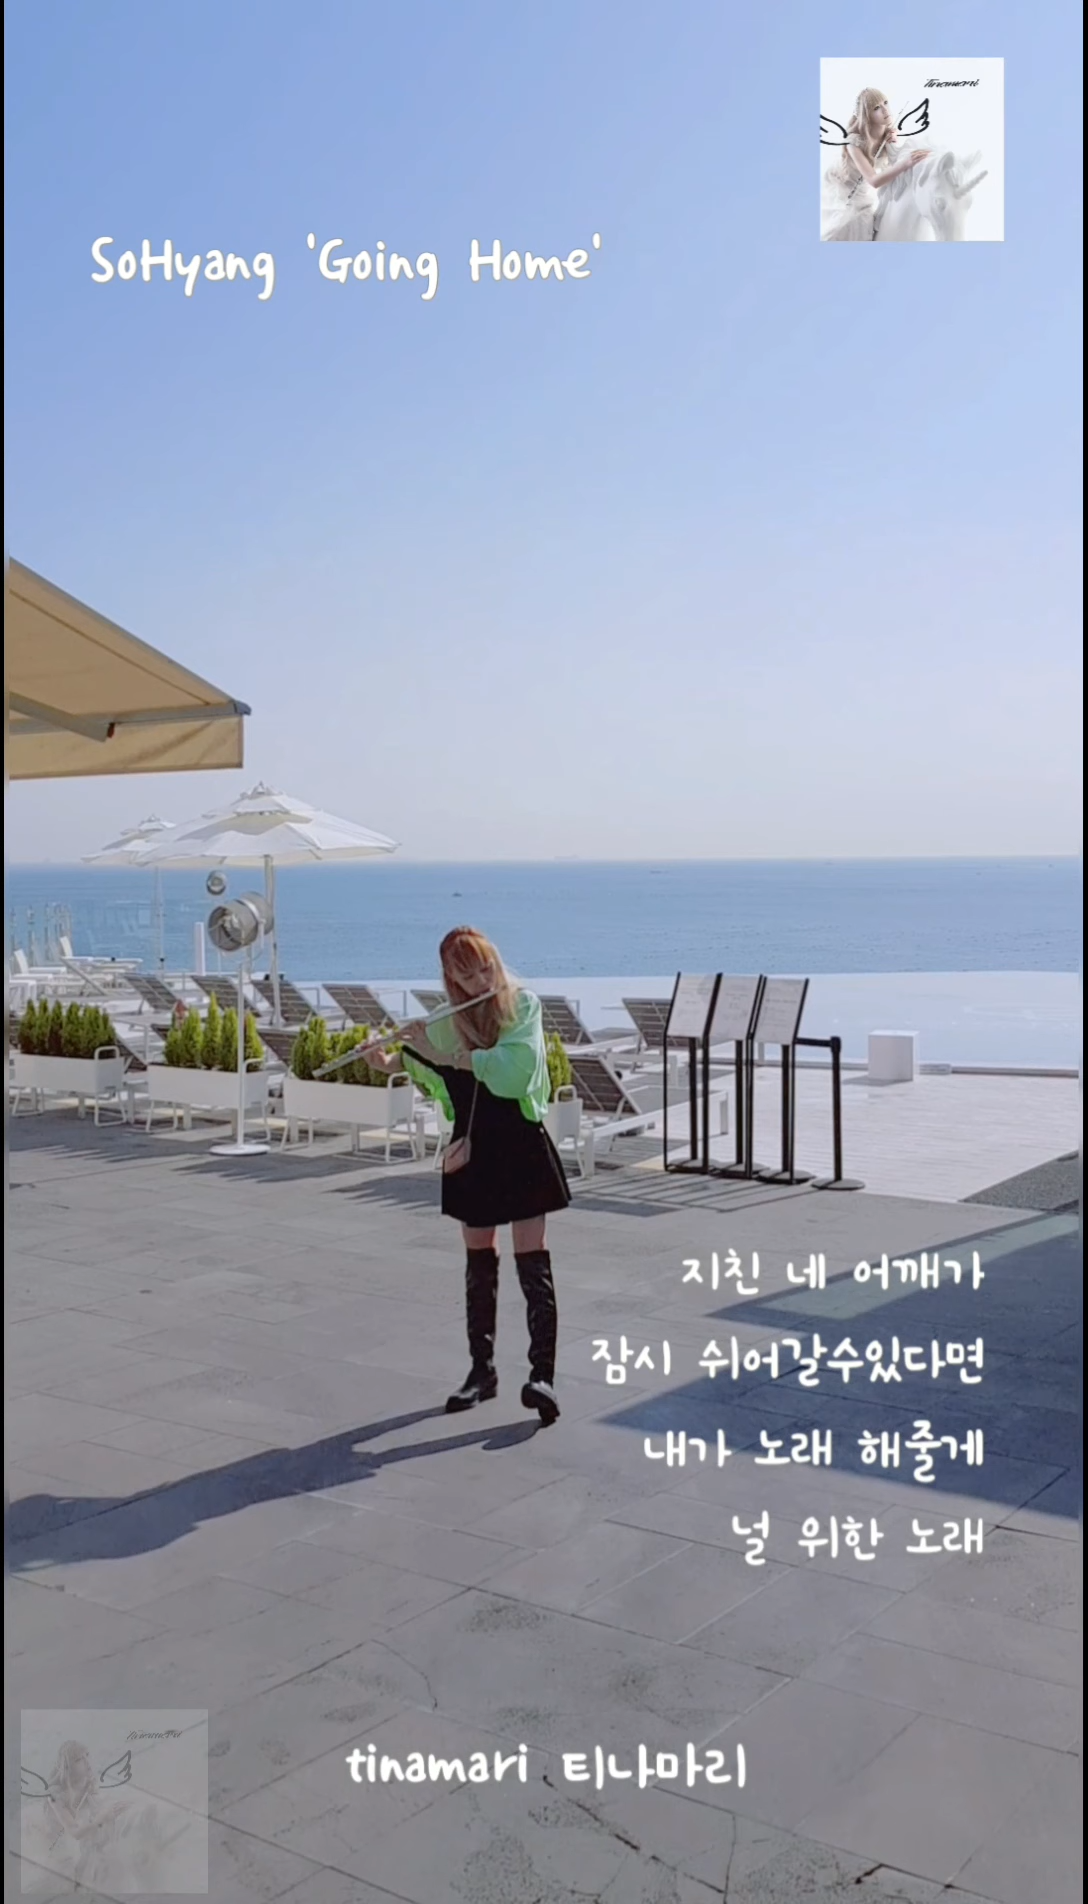 Tinamari
SoHyang 'Going Home'
지친 네 어깨가
잠시 쉬어갈수있다면
내가 노래 해줄게
널 위한 노래
tinamari 티나마리